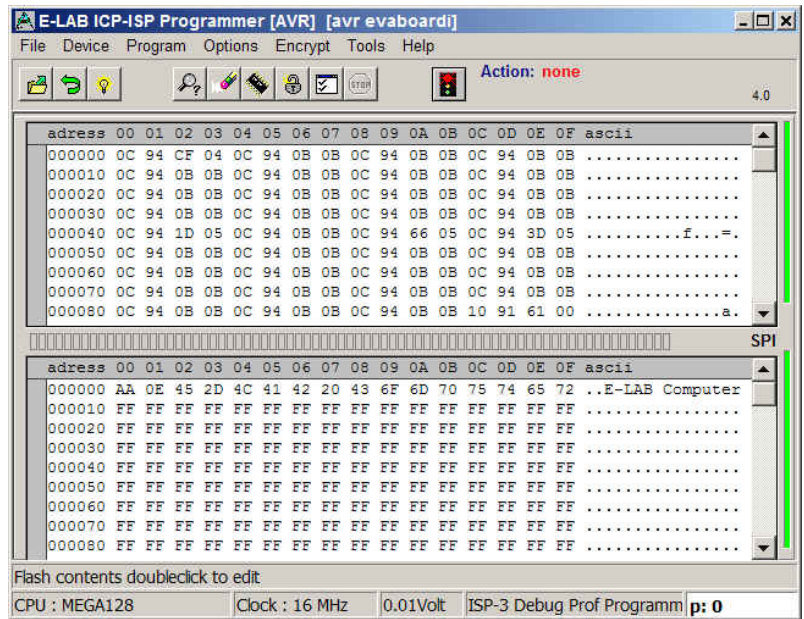 E-LAB ICP-ISP Programmer [AVR] [avr evaboardi]
File Device Program Options Encrypt Tools Help
STOP
Action: none
4.0
adress 00 01 02 03 04 05 06 07 08 09 0A 0B 0C 0D 0E 0F ascii
000000 0C 94 CF 04 0C 94 0B 0B 0C 94 0B 0B 0C 94 0B 0B ................
000010 0C 94 0B 0B 0C 94 0B 0B 0C 94 0B 0B 0C 94 0B 0B ................
000020 0C 94 0B 0B 0C 94 0B 0B 0C 94 0B 0B 0C 94 0B 0B ................
000030 0C 94 0B 0B 0C 94 0B 0B 0C 94 0B 0B 0C 94 0B 0B ................
000040 0C 94 1D 05 0C 94 0B 0B 0C 94 66 05 0C 94 3D 05 ..........f...=.
000050 0C 94 0B 0B 0C 94 0B 0B 0C 94 0B 0B 0C 94 0B 0B ................
000060 0C 94 0B 0B 0C 94 0B 0B 0C 94 0B 0B 0C 94 0B 0B ................
000070 0C 94 0B 0B 0C 94 0B 0B 0C 94 0B 0B 0C 94 0B 0B ................
000080 0C 94 0B 0B 0C 94 0B 0B 0C 94 0B 0B 10 91 61 00 ..............a.
SPI
adress 00 01 02 03 04 05 06 07 08 09 0A 0B 0C 0D 0E 0F ascii
000000 AA 0E 45 2D 4C 41 42 20 43 6F 6D 70 75 74 65 72 ..E-LAB Computer
000010 FF FF FF FF FF FF FF FF FF FF FF FF FF FF FF FF ................
000020 FF FF FF FF FF FF FF FF FF FF FF FF FF FF FF FF ................
000030 FF FF FF FF FF FF FF FF FF FF FF FF FF FF FF FF ................
000040 FF FF FF FF FF FF FF FF FF FF FF FF FF FF FF FF ................
000050 FF FF FF FF FF FF FF FF FF FF FF FF FF FF FF FF ................
000060 FF FF FF FF FF FF FF FF FF FF FF FF FF FF FF FF ................
000070 FF FF FF FF FF FF FF FF FF FF FF FF FF FF FF FF ................
000080 FF FF FF FF FF FF FF FF FF FF FF FF FF FF FF FF ................
Flash contents doubleclick to edit
CPU : MEGA128 Clock : 16 MHz 0.01Volt ISP-3 Debug Prof Programm p: 0